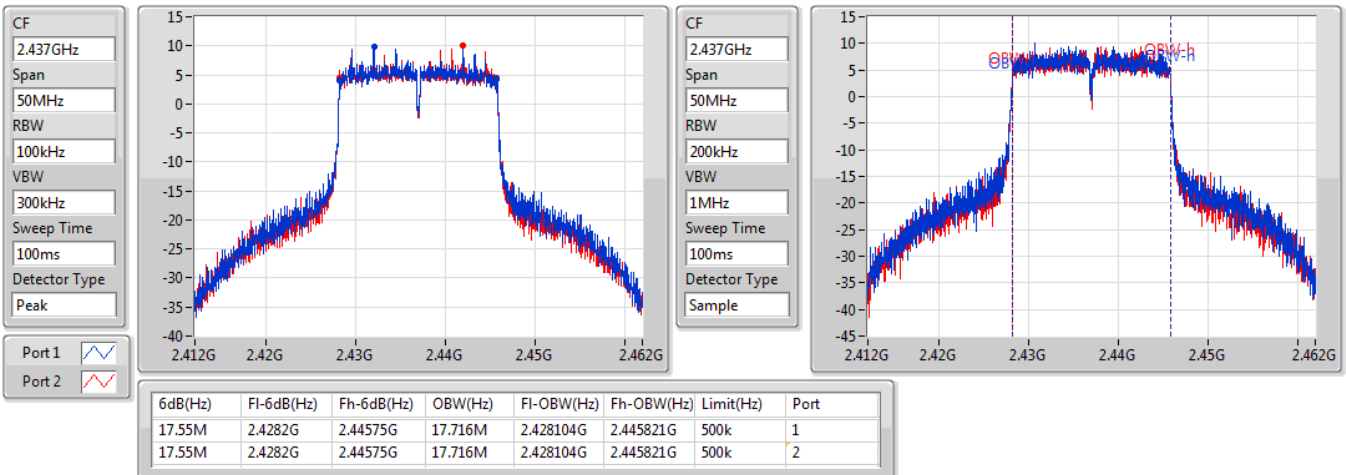 CF
2.437GHz
Span
50MHz
RBW
100kHz
VBW
300kHz
Sweep Time
100ms
Detector Type
Peak
Port 1
Port 2
15
10
5
0
-5
-10
-15
-20
-25
-30
-35
-40
2.412G 2.42G 2.43G 2.44G 2.45G 2.462G
CF
2.437GHz
Span
50MHz
RBW
200kHz
VBW
1MHz
Sweep Time
100ms
Detector Type
Sample
15
10
5
0
-5
-10
-15
-20
-25
-30
-35
-40
-45
OBW-h
OBW-h
2.412G 2.42G 2.43G 2.44G 2.45G 2.462G
6dB(Hz) Fl-6dB(Hz) Fh-6dB(Hz) OBW(Hz) Fl-OBW(Hz) Fh-OBW(Hz) Limit(Hz) Port
17.55M 2.4282G 2.44575G 17.716M 2.428104G 2.445821G 500k 1
17.55M 2.4282G 2.44575G 17.716M 2.428104G 2.445821G 500k 2